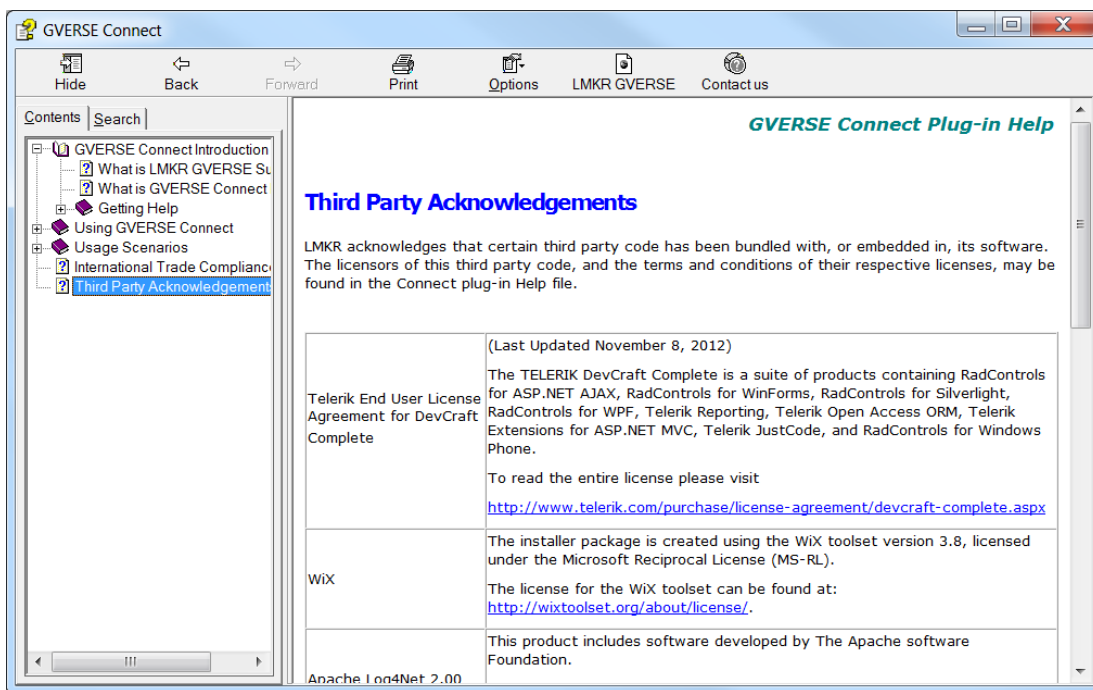 GVERSE Connect
Hide
Back
Forward
Print
Options
LMKR GVERSE
Contact us
Contents
Search
GVERSE Connect Introduction
What is LMKR GVERSE
What is GVERSE Connect
Getting Help
Using GVERSE Connect
Usage Scenarios
International Trade Complianc
Third Party Acknowledgement
GVERSE Connect Plug-in Help
Third Party Acknowledgements
LMKR acknowledges that certain third party code has been bundled with, or embedded in, its software.
The licensors of this third party code, and the terms and conditions of their respective licenses, may be
found in the Connect plug-in Help file.
Telerik End User License
Agreement for DevCraft
Complete
(Last Updated November 8, 2012)
The TELERIK DevCraft Complete is a suite of products containing RadControls
for ASP.NET AJAX, RadControls for WinForms, RadControls for Silverlight,
RadControls for WPF, Telerik Reporting, Telerik Open Access ORM, Telerik
Extensions for ASP.NET MVC, Telerik JustCode, and RadControls for Windows
Phone.
To read the entire license please visit
http://www.telerik.com/purchase/license-agreement/devcraft-complete.aspx
WiX
The installer package is created using the WiX toolset version 3.8, licensed
under the Microsoft Reciprocal License (MS-RL).
The license for the WiX toolset can be found at:
http://wixtoolset.org/about/license/.
Apache Log4Net 2.00
This product includes software developed by The Apache software
Foundation.